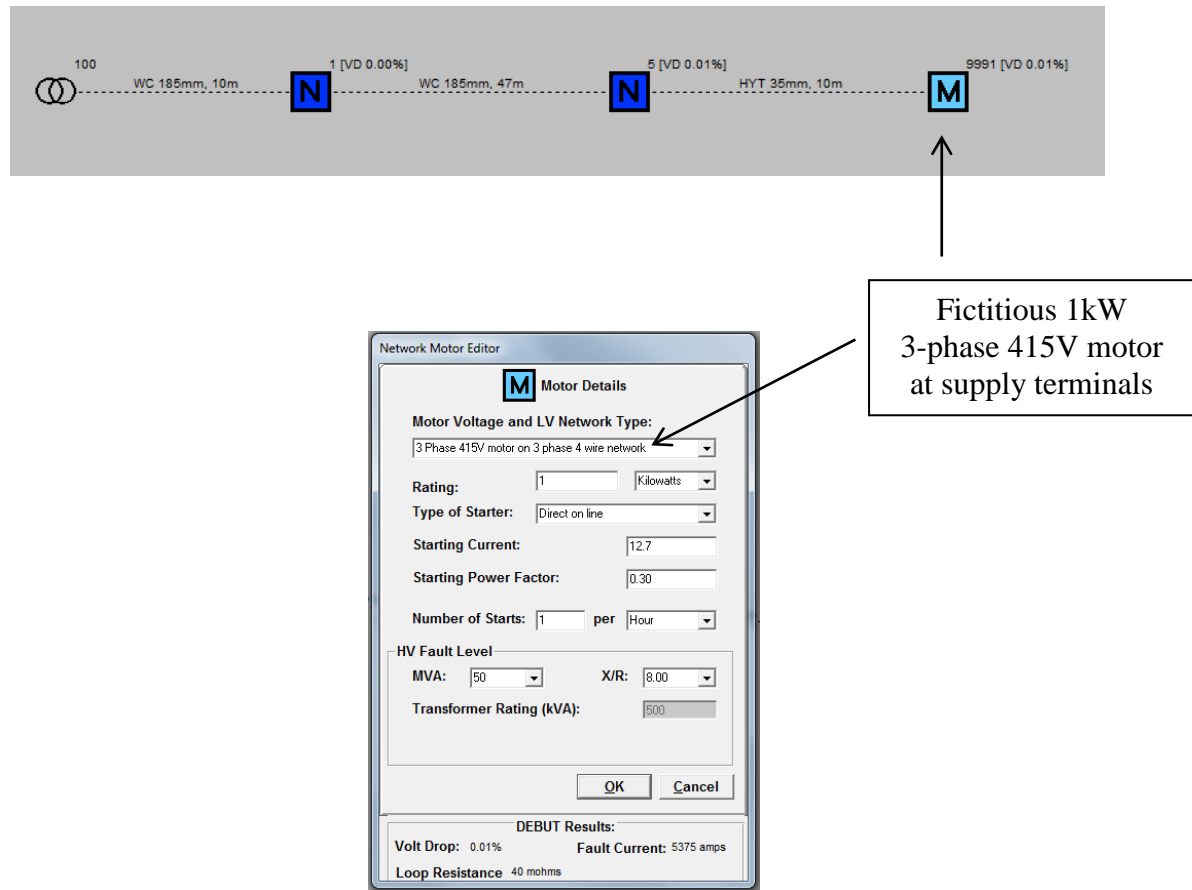 100
WC 185mm, 10m
1 [VD 0.00%]
N
WC 185mm, 47m
5 [VD 0.01%]
N
HYT 35mm, 10m
9991 [VD 0.01%]
M
Fictitious 1kW
3-phase 415V motor
at supply terminals
Network Motor Editor
M Motor Details
Motor Voltage and LV Network Type:
3 Phase 415V motor on 3 phase 4 wire network
Rating: 1 Kilowatts
Type of Starter: Direct on line
Starting Current: 12.7
Starting Power Factor: 0.30
Number of Starts: 1 per Hour
HV Fault Level
MVA: 50 X/R: 8.00
Transformer Rating (kVA): 500
OK Cancel
DEBUT Results:
Volt Drop: 0.01% Fault Current: 5375 amps
Loop Resistance 40 mohms